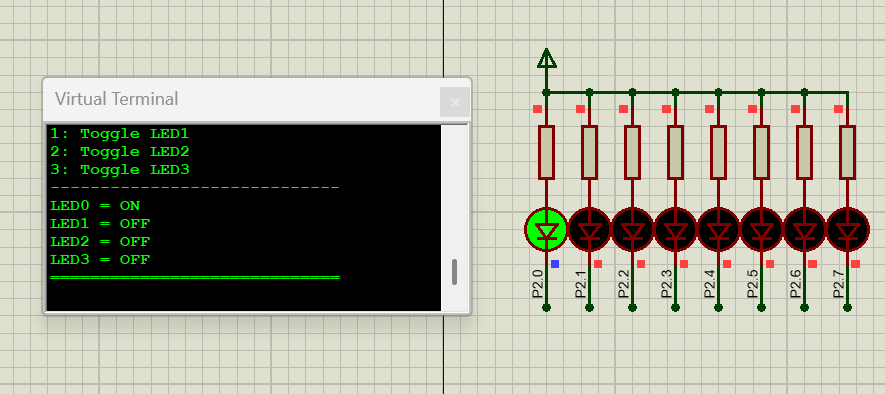 Virtual Terminal
1: Toggle LED1
2: Toggle LED2
3: Toggle LED3
-----------------------------
LED0 = ON
LED1 = OFF
LED2 = OFF
LED3 = OFF
=============================
P2.0
P2.1
P2.2
P2.3
P2.4
P2.5
P2.6
P2.7